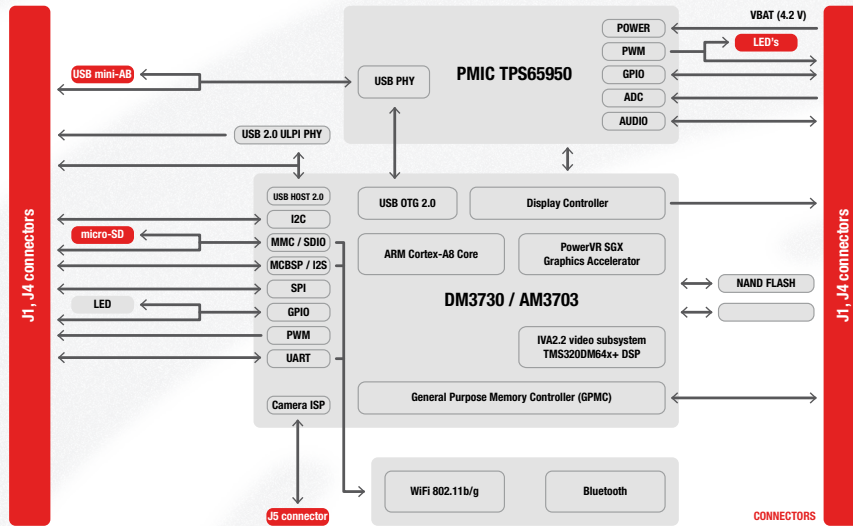 J1, J4 connectors
USB mini-AB
USB 2.0 ULPI PHY
micro-SD
LED
USB PHY
PMIC TPS65950
POWER
PWM
GPIO
ADC
AUDIO
VBAT (4.2 V)
LED's
USB HOST 2.0
I2C
MMC / SDIO
MCBSP / I2S
SPI
GPIO
PWM
UART
Camera ISP
USB OTG 2.0
Display Controller
ARM Cortex-A8 Core
PowerVR SGX
Graphics Accelerator
DM3730 / AM3703
IVA2.2 video subsystem
TMS320DM64x+ DSP
General Purpose Memory Controller (GPMC)
NAND FLASH
WiFi 802.11b/g
Bluetooth
J5 connector
J1, J4 connectors
CONNECTORS